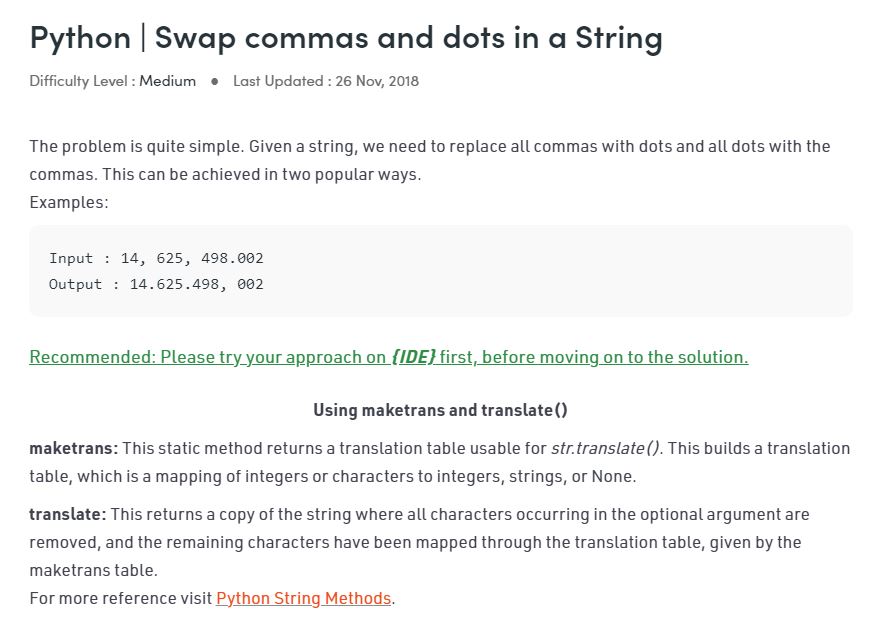 Python | Swap commas and dots in a String
Difficulty Level : Medium ● Last Updated : 26 Nov, 2018
The problem is quite simple. Given a string, we need to replace all commas with dots and all dots with the
commas. This can be achieved in two popular ways.
Examples:
Input : 14, 625, 498.002
Output : 14.625.498, 002
Recommended: Please try your approach on {IDE} first, before moving on to the solution.
Using maketrans and translate()
maketrans: This static method returns a translation table usable for str.translate(). This builds a translation
table, which is a mapping of integers or characters to integers, strings, or None.
translate: This returns a copy of the string where all characters occurring in the optional argument are
removed, and the remaining characters have been mapped through the translation table, given by the
maketrans table.
For more reference visit Python String Methods.